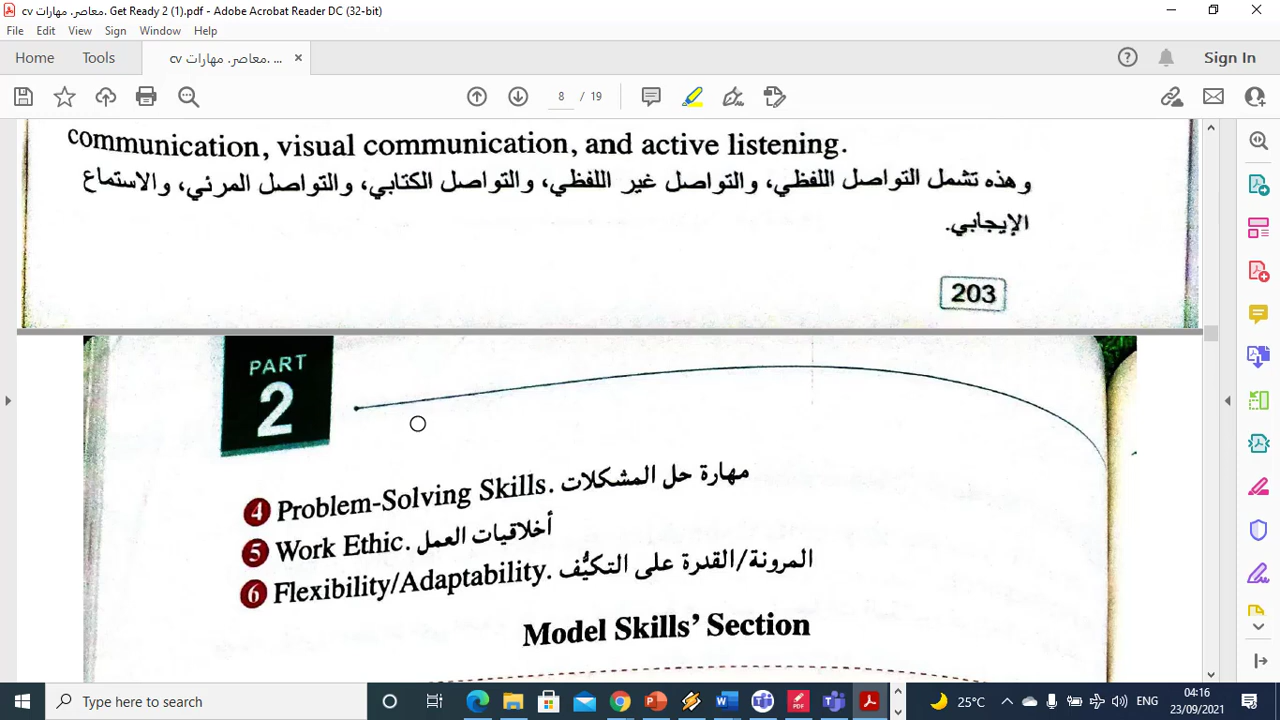 cv معاصر. مهارات. Get Ready 2 (1).pdf - Adobe Acrobat Reader DC (32-bit)
File Edit View Sign Window Help
Home Tools cv معاصر. مهارات. ... × Sign In
8 / 19
communication, visual communication, and active listening.
وهذه تشمل التواصل اللفظي، والتواصل غير اللفظي، والتواصل الكتابي، والتواصل المرئي، والاستماع
الإيجابي.
203
PART
2
4 Problem-Solving Skills. مهارة حل المشكلات
5 Work Ethic. أخلاقيات العمل
6 Flexibility/Adaptability. المرونة/القدرة على التكيُّف
Model Skills' Section
Type here to search
25°C ENG 04:16
23/09/2021